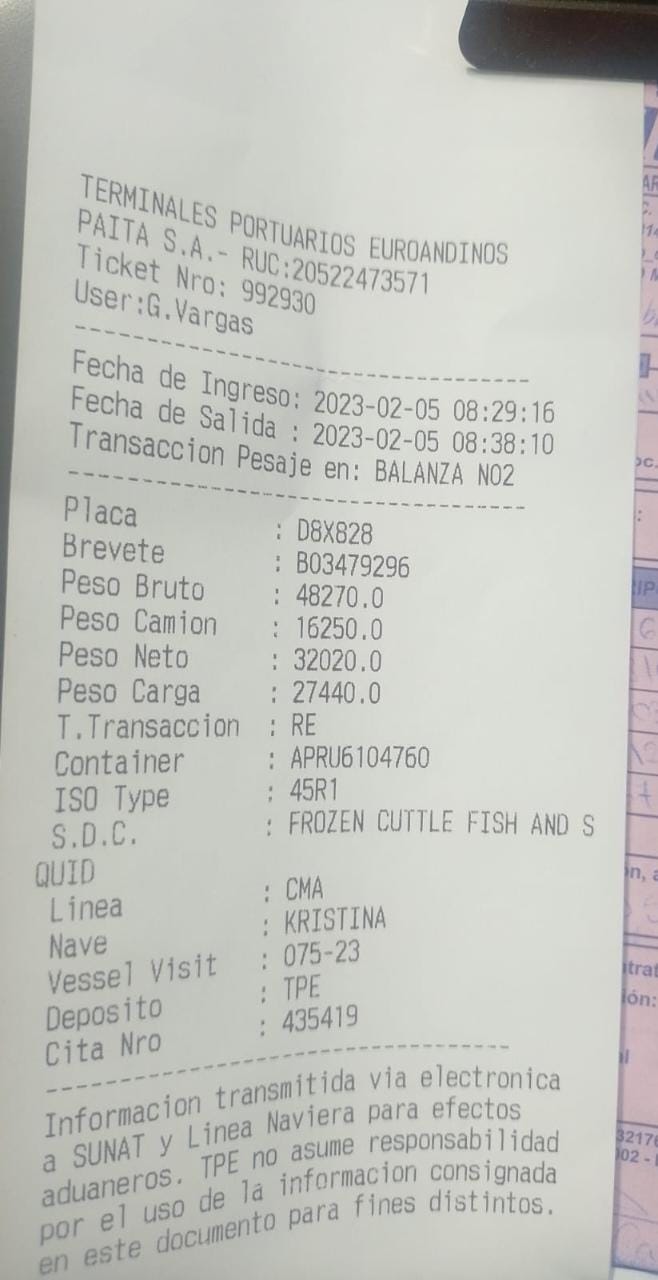 TERMINALES PORTUARIOS EUROANDINOS
PAITA S.A.- RUC:20522473571
Ticket Nro: 992930
User:G.Vargas
--------------------------------
Fecha de Ingreso: 2023-02-05 08:29:16
Fecha de Salida : 2023-02-05 08:38:10
Transaccion Pesaje en: BALANZA NO2
--------------------------------
Placa : D8X828
Brevete : B03479296
Peso Bruto : 48270.0
Peso Camion : 16250.0
Peso Neto : 32020.0
Peso Carga : 27440.0
T.Transaccion : RE
Container : APRU6104760
ISO Type : 45R1
S.D.C. : FROZEN CUTTLE FISH AND S
QUID
Linea : CMA
Nave : KRISTINA
Vessel Visit : 075-23
Deposito : TPE
Cita Nro : 435419
--------------------------------
Informacion transmitida via electronica
a SUNAT y Linea Naviera para efectos
aduaneros. TPE no asume responsabilidad
por el uso de la informacion consignada
en este documento para fines distintos.